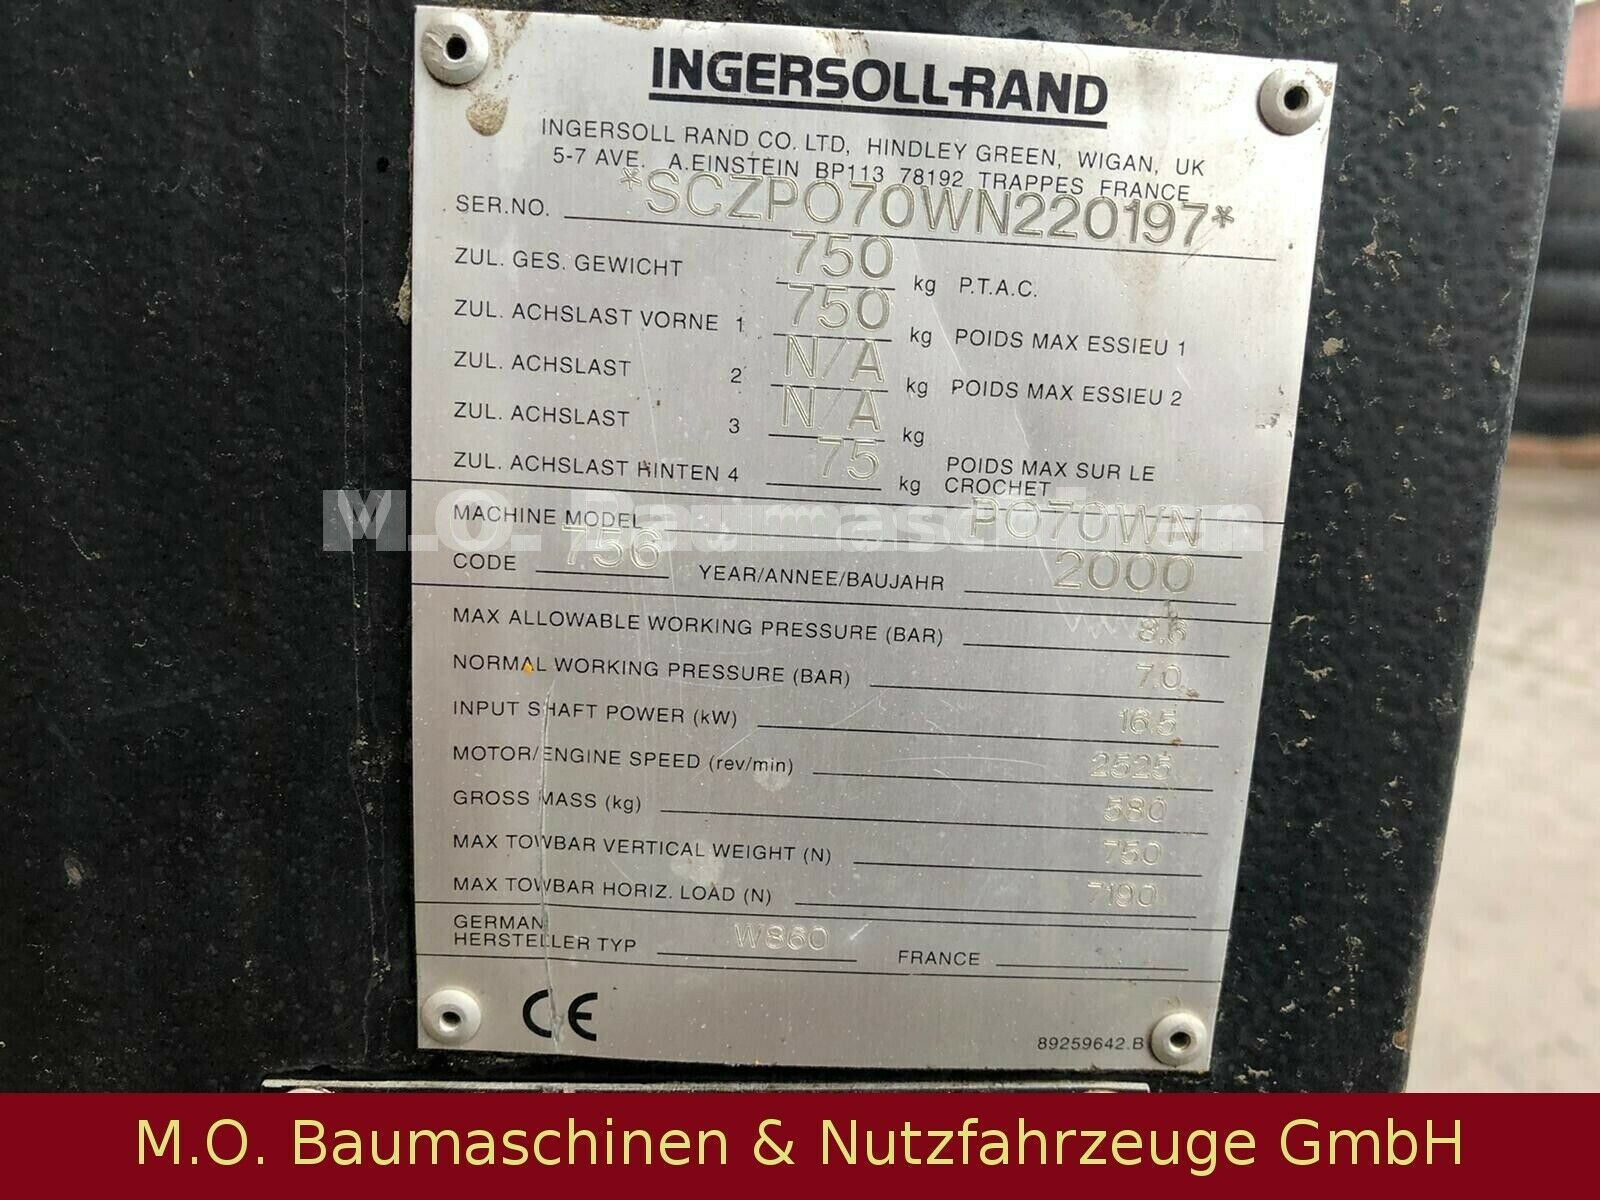 INGERSOLL-RAND
INGERSOLL RAND CO. LTD, HINDLEY GREEN, WIGAN, UK
5-7 AVE. A.EINSTEIN BP113 78192 TRAPPES FRANCE
SER.NO. *SCZPO70WN220197*
ZUL. GES. GEWICHT 750 kg P.T.A.C.
ZUL. ACHSLAST VORNE 1 750 kg POIDS MAX ESSIEU 1
ZUL. ACHSLAST 2 N/A kg POIDS MAX ESSIEU 2
ZUL. ACHSLAST 3 N/A kg
ZUL. ACHSLAST HINTEN 4 75 kg POIDS MAX SUR LE CROCHET
M.O. Baumaschinen
MACHINE MODEL PO70WN
CODE 756 YEAR/ANNEE/BAUJAHR 2000
MAX ALLOWABLE WORKING PRESSURE (BAR) 8.6
NORMAL WORKING PRESSURE (BAR) 7.0
INPUT SHAFT POWER (kW) 16.5
MOTOR/ENGINE SPEED (rev/min) 2525
GROSS MASS (kg) 580
MAX TOWBAR VERTICAL WEIGHT (N) 750
MAX TOWBAR HORIZ. LOAD (N) 7190
GERMAN
HERSTELLER TYP W860 FRANCE
CE
89259642.B
M.O. Baumaschinen & Nutzfahrzeuge GmbH